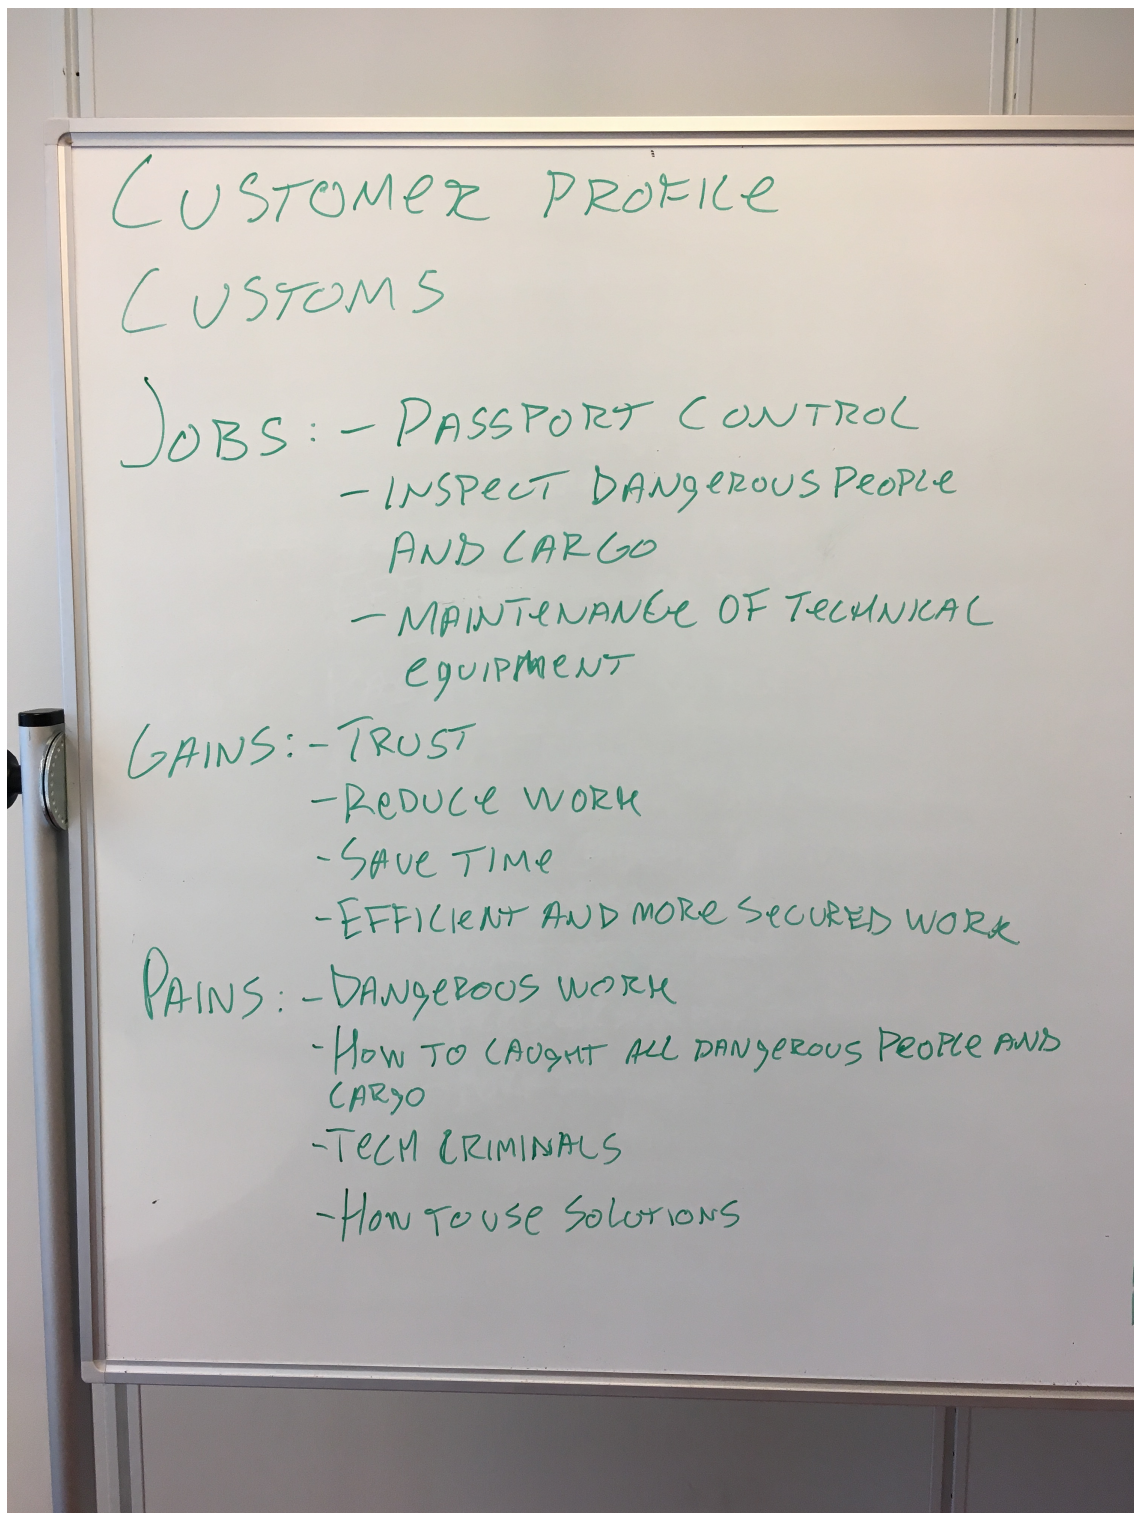 CUSTOMER PROFILE
CUSTOMS
JOBS: - PASSPORT CONTROL
- INSPECT DANGEROUS PEOPLE
AND CARGO
- MAINTENANCE OF TECHNICAL
EQUIPMENT
GAINS: - TRUST
- REDUCE WORK
- SAVE TIME
- EFFICIENT AND MORE SECURED WORK
PAINS: - DANGEROUS WORK
- HOW TO CAUGHT ALL DANGEROUS PEOPLE AND
CARGO
- TECH CRIMINALS
- HOW TO USE SOLUTIONS